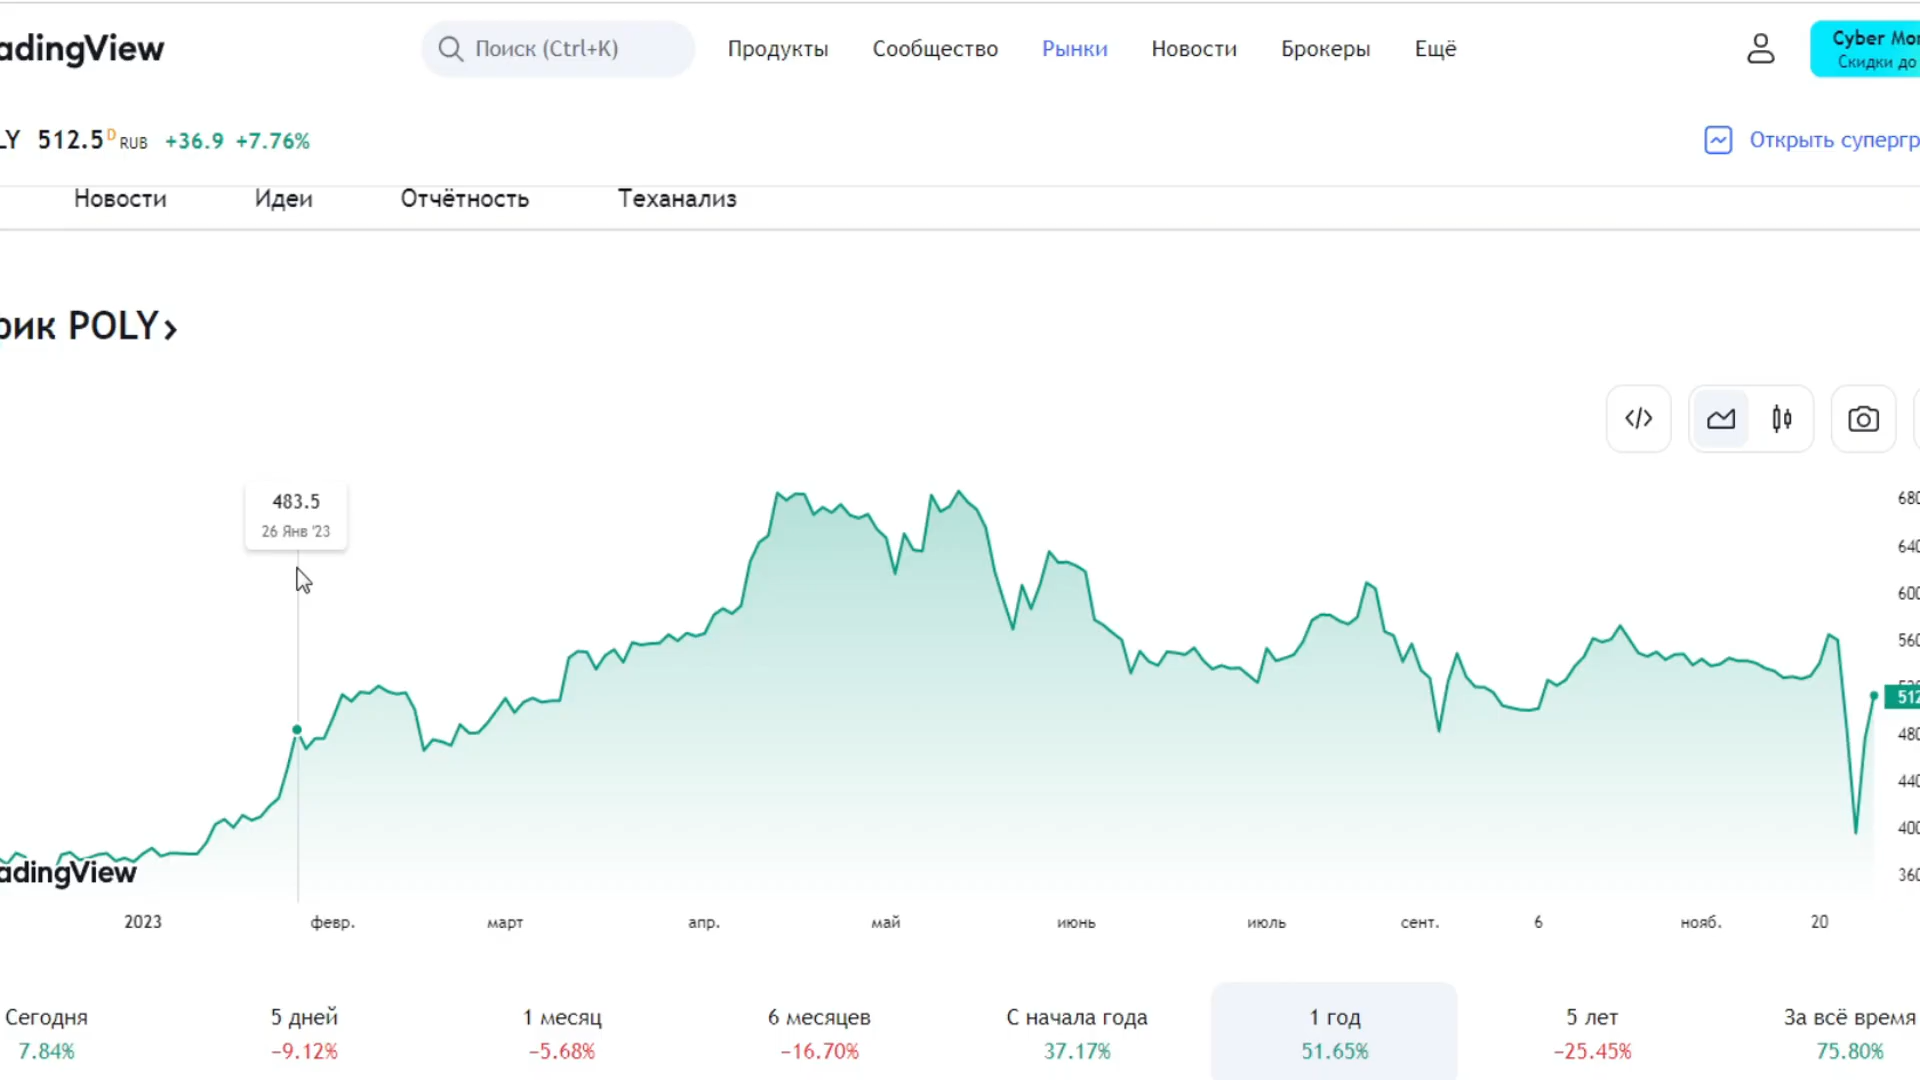 adingView
Поиск (Ctrl+K)
Продукты
Сообщество
Рынки
Новости
Брокеры
Ещё
Cyber Mon
Скидки до
LY 512.5 D RUB +36.9 +7.76%
Открыть супергр
Новости
Идеи
Отчётность
Теханализ
рик POLY
483.5
26 Янв '23
680
640
600
560
520
512
480
440
400
360
adingView
2023
февр.
март
апр.
май
июнь
июль
сент.
6
нояб.
20
Сегодня
7.84%
5 дней
−9.12%
1 месяц
−5.68%
6 месяцев
−16.70%
С начала года
37.17%
1 год
51.65%
5 лет
−25.45%
За всё время
75.80%